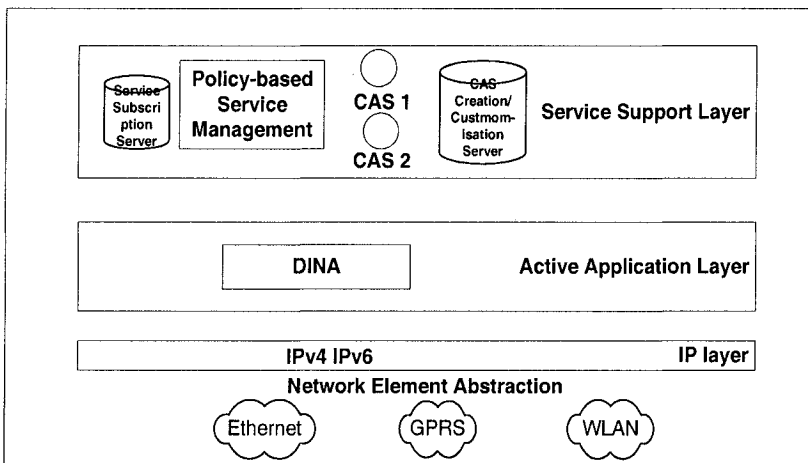 Service
Subscri
ption
Server
Policy-based
Service
Management
CAS 1
CAS 2
CAS
Creation/
Custmom-
isation
Server
Service Support Layer
DINA
Active Application Layer
IPv4 IPv6
IP layer
Network Element Abstraction
Ethernet
GPRS
WLAN